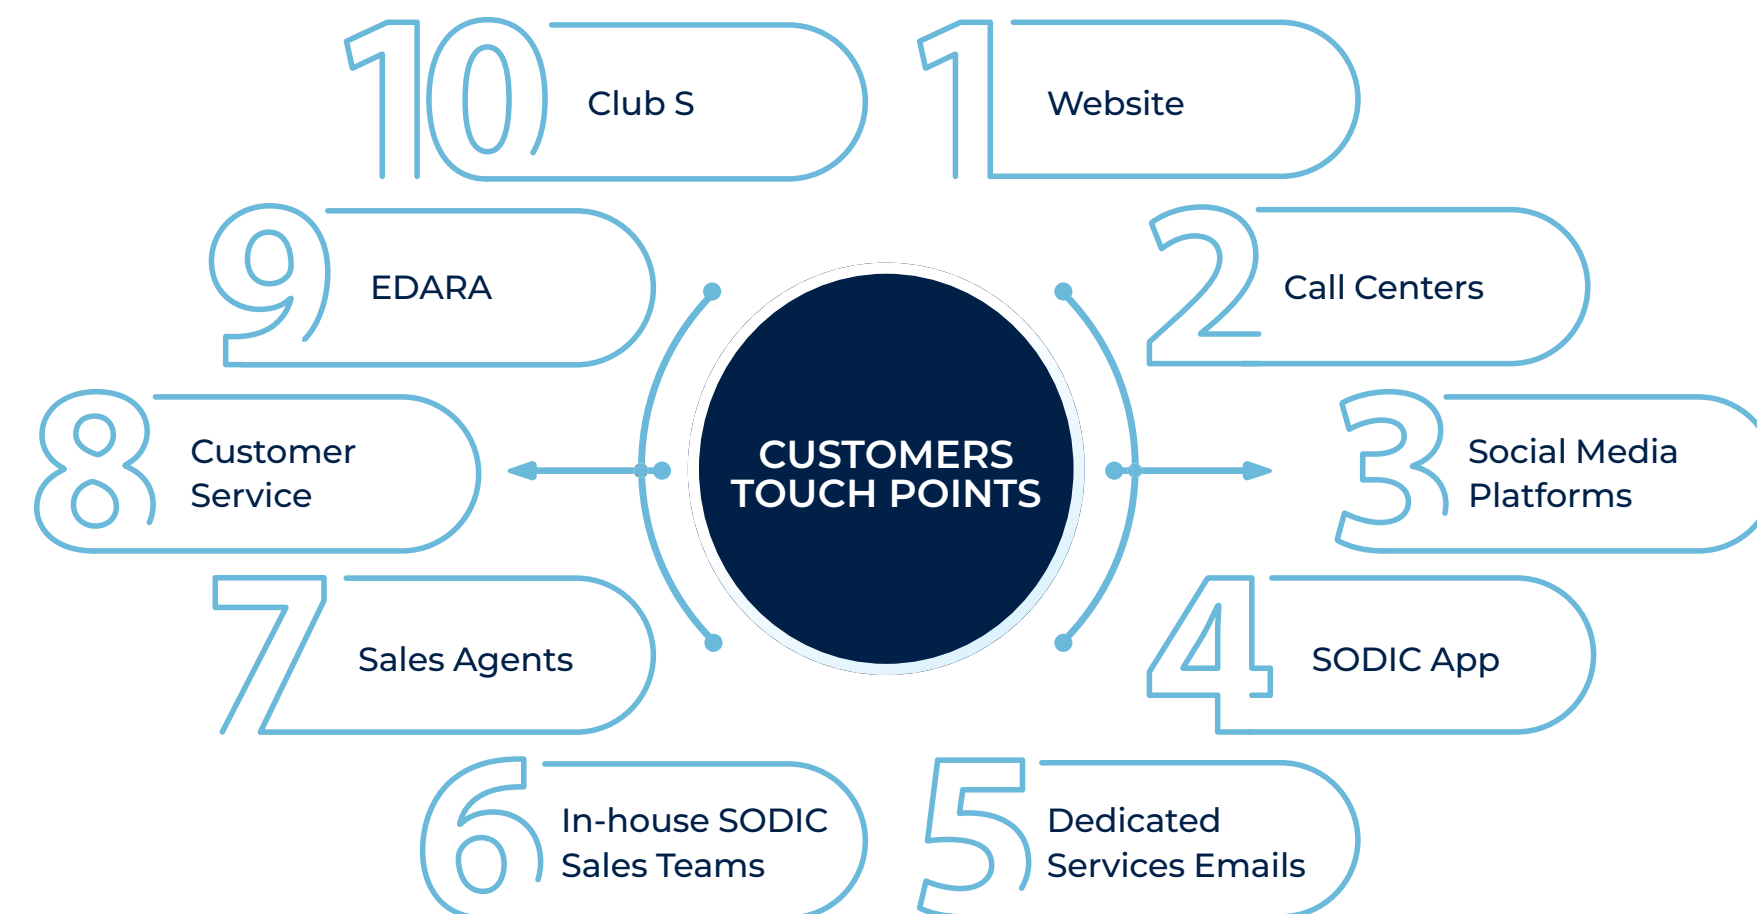 CUSTOMERS
TOUCH POINTS
1
Website
2
Call Centers
3
Social Media
Platforms
4
SODIC App
5
Dedicated
Services Emails
6
In-house SODIC
Sales Teams
7
Sales Agents
8
Customer
Service
9
EDARA
10
Club S